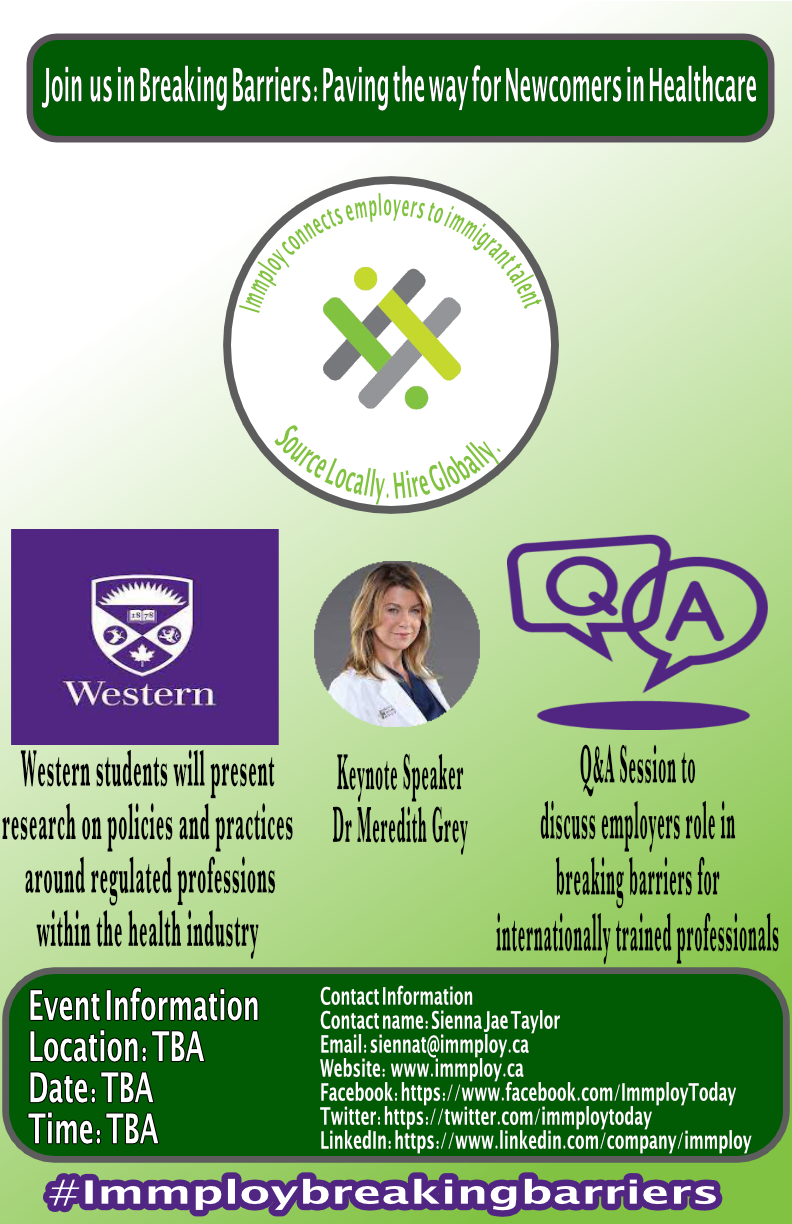 Join us in Breaking Barriers: Paving the way for Newcomers in Healthcare
Immploy connects employers to immigrant talent
Source Locally. Hire Globally.
1878
Western
Q A
Western students will present
research on policies and practices
around regulated professions
within the health industry
Keynote Speaker
Dr Meredith Grey
Q&A Session to
discuss employers role in
breaking barriers for
internationally trained professionals
Event Information
Location: TBA
Date: TBA
Time: TBA
Contact Information
Contact name: Sienna Jae Taylor
Email: siennat@immploy.ca
Website: www.immploy.ca
Facebook: https://www.facebook.com/ImmployToday
Twitter: https://twitter.com/immploytoday
LinkedIn: https://www.linkedin.com/company/immploy
#Immploybreakingbarriers